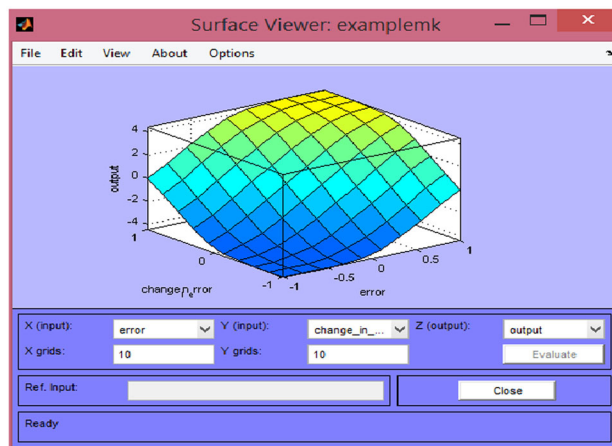 Surface Viewer: examplemk
File Edit View About Options
4
2
0
-2
-4
output
1
0
-1
change_in_error
-1
-0.5
0
0.5
1
error
X (input): error Y (input): change_in_... Z (output): output
X grids: 10 Y grids: 10 Evaluate
Ref. Input: Close
Ready